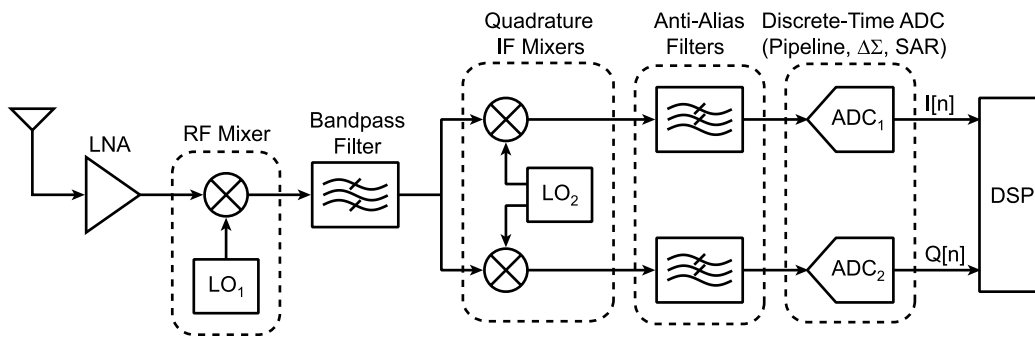 Quadrature
IF Mixers
Anti-Alias
Filters
Discrete-Time ADC
(Pipeline, ΔΣ, SAR)
LNA
RF Mixer
Bandpass
Filter
LO₁
LO₂
ADC₁
I[n]
ADC₂
Q[n]
DSP